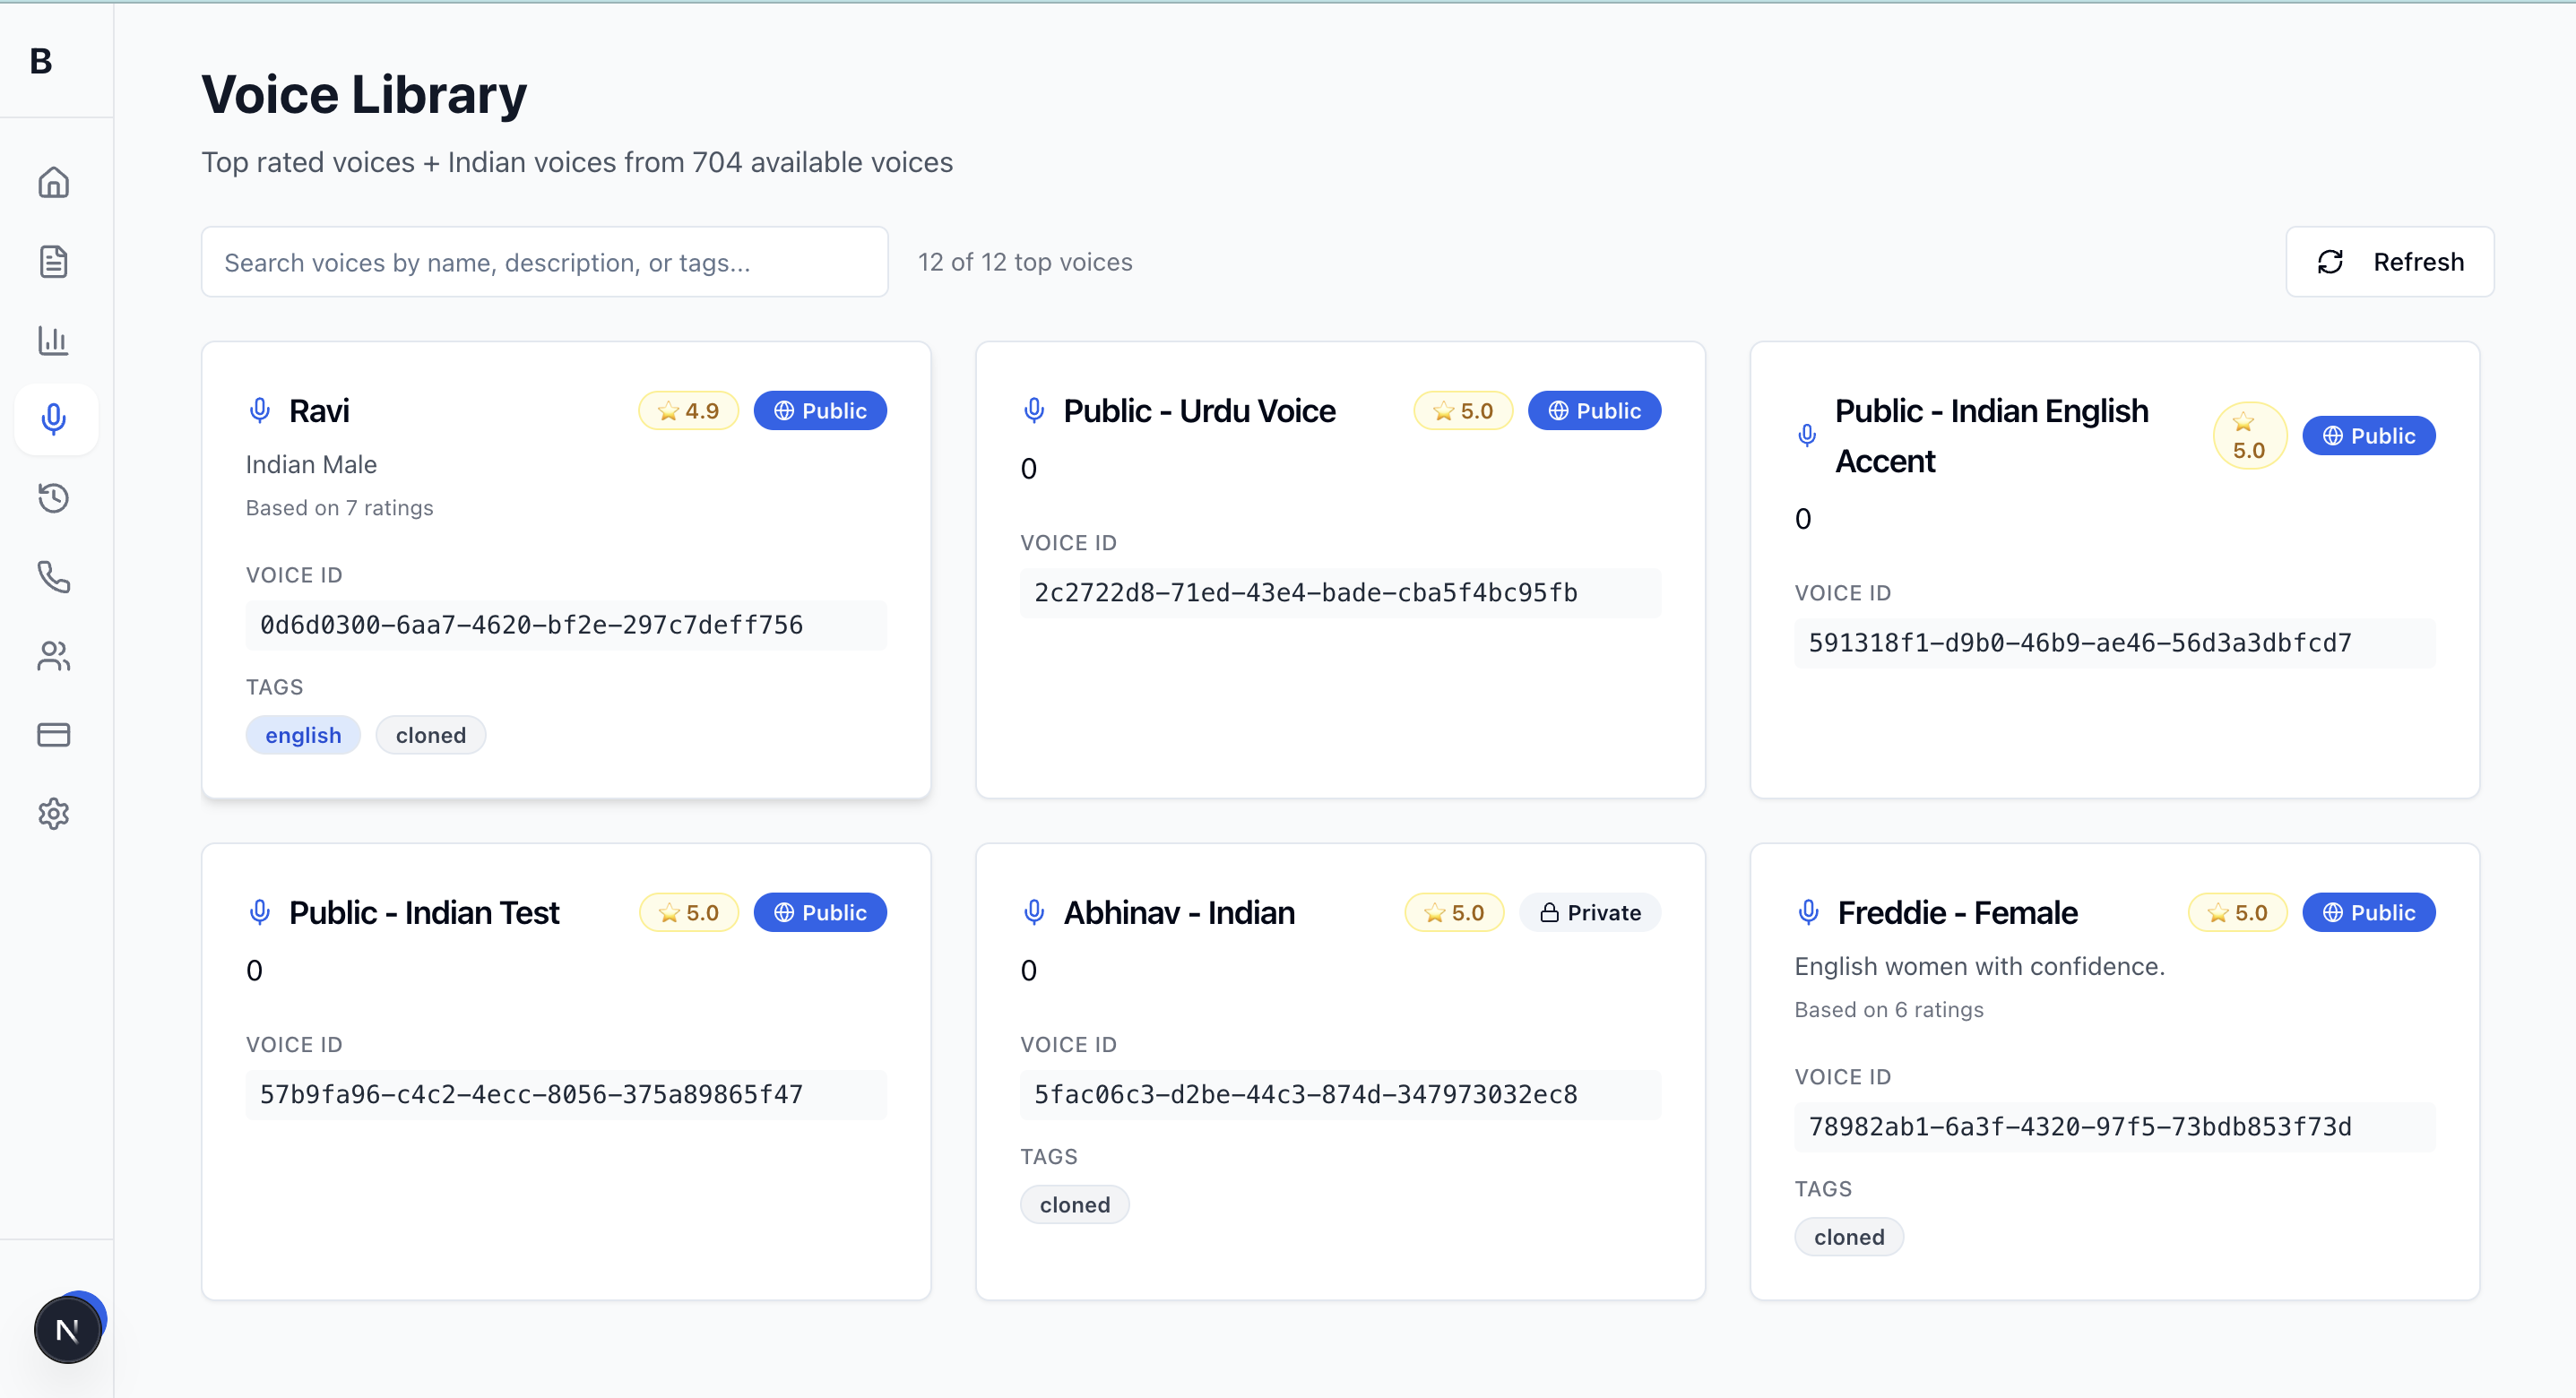 B
Voice Library
Top rated voices + Indian voices from 704 available voices
Search voices by name, description, or tags...
12 of 12 top voices
Refresh
Ravi
4.9
Public
Indian Male
Based on 7 ratings
VOICE ID
0d6d0300-6aa7-4620-bf2e-297c7deff756
TAGS
english
cloned
Public - Urdu Voice
5.0
Public
0
VOICE ID
2c2722d8-71ed-43e4-bade-cba5f4bc95fb
Public - Indian English
Accent
5.0
Public
0
VOICE ID
591318f1-d9b0-46b9-ae46-56d3a3dbfcd7
Public - Indian Test
5.0
Public
0
VOICE ID
57b9fa96-c4c2-4ecc-8056-375a89865f47
Abhinav - Indian
5.0
Private
0
VOICE ID
5fac06c3-d2be-44c3-874d-347973032ec8
TAGS
cloned
Freddie - Female
5.0
Public
English women with confidence.
Based on 6 ratings
VOICE ID
78982ab1-6a3f-4320-97f5-73bdb853f73d
TAGS
cloned
N